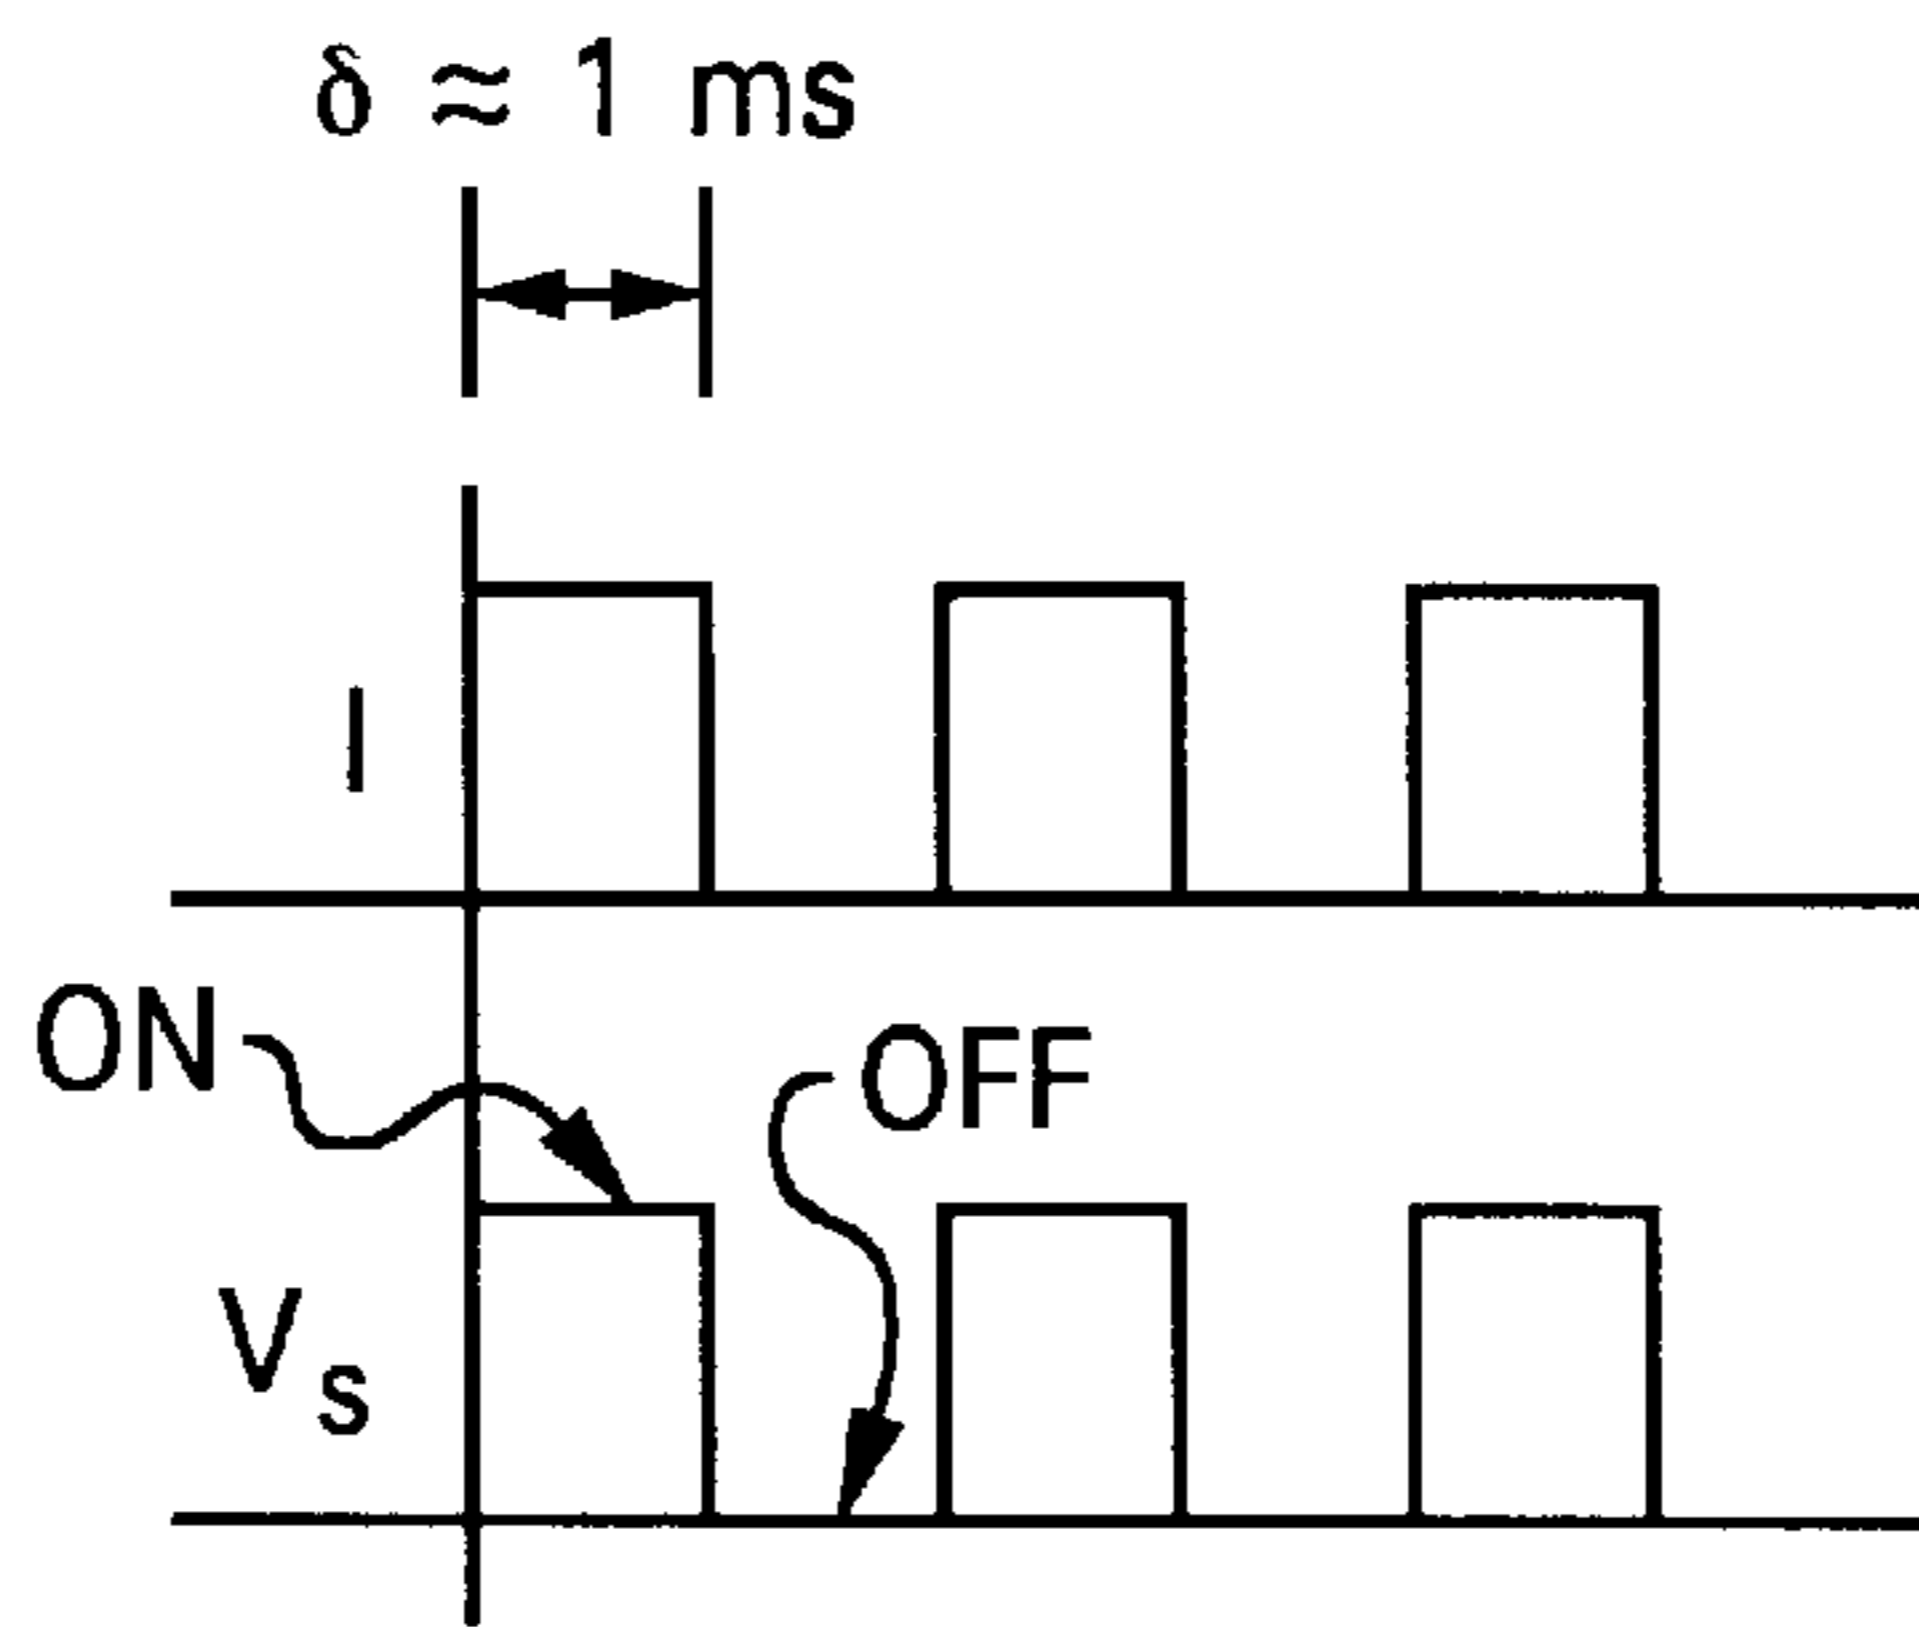 δ ≈ 1 ms
I
ON
OFF
Vs